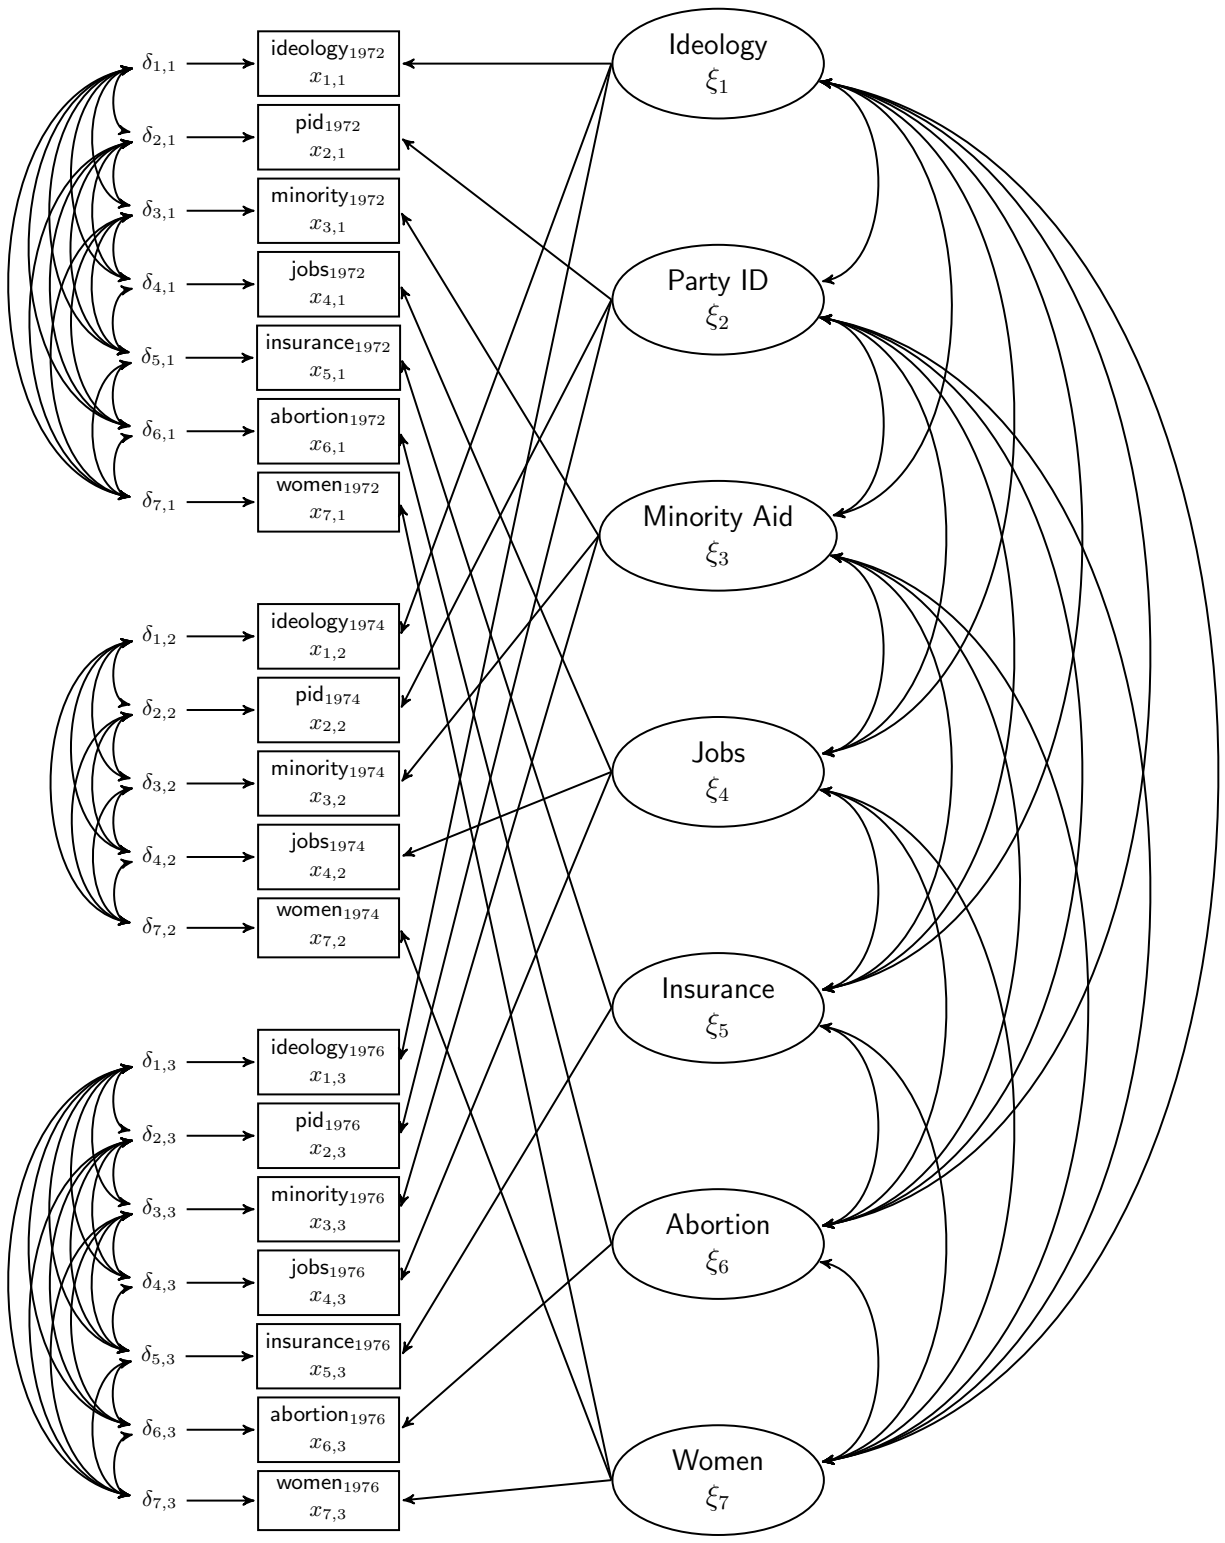 δ1,1
ideology1972
x1,1
δ2,1
pid1972
x2,1
δ3,1
minority1972
x3,1
δ4,1
jobs1972
x4,1
δ5,1
insurance1972
x5,1
δ6,1
abortion1972
x6,1
δ7,1
women1972
x7,1
δ1,2
ideology1974
x1,2
δ2,2
pid1974
x2,2
δ3,2
minority1974
x3,2
δ4,2
jobs1974
x4,2
δ7,2
women1974
x7,2
δ1,3
ideology1976
x1,3
δ2,3
pid1976
x2,3
δ3,3
minority1976
x3,3
δ4,3
jobs1976
x4,3
δ5,3
insurance1976
x5,3
δ6,3
abortion1976
x6,3
δ7,3
women1976
x7,3
Ideology
ξ1
Party ID
ξ2
Minority Aid
ξ3
Jobs
ξ4
Insurance
ξ5
Abortion
ξ6
Women
ξ7